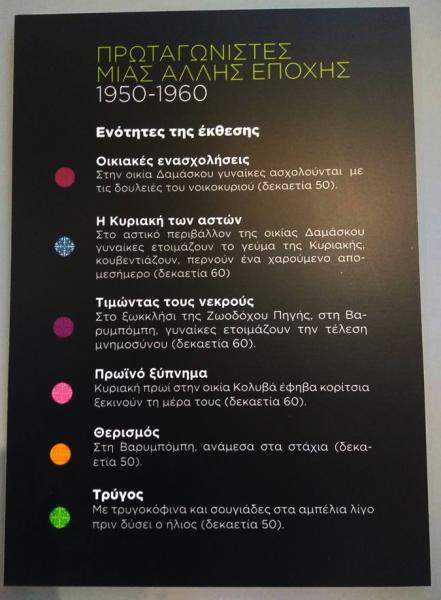 ΠΡΩΤΑΓΩΝΙΣΤΕΣ
ΜΙΑΣ ΑΛΛΗΣ ΕΠΟΧΗΣ
1950-1960
Ενότητες της έκθεσης
Οικιακές ενασχολήσεις
Στην οικία Δαμάσκου γυναίκες ασχολούνται με
τις δουλειές του νοικοκυριού (δεκαετία 50).
Η Κυριακή των αστών
Στο αστικό περιβάλλον της οικίας Δαμάσκου
γυναίκες ετοιμάζουν το γεύμα της Κυριακής,
κουβεντιάζουν, περνούν ένα χαρούμενο απο-
μεσήμερο (δεκαετία 60)
Τιμώντας τους νεκρούς
Στο ξωκκλήσι της Ζωοδόχου Πηγής, στη Βα-
ρυμπόμπη, γυναίκες ετοιμάζουν την τέλεση
μνημοσύνου (δεκαετία 60).
Πρωϊνό ξύπνημα
Κυριακή πρωί στην οικία Κολυβά έφηβα κορίτσια
ξεκινούν τη μέρα τους (δεκαετία 60).
Θερισμός
Στη Βαρυμπόμπη, ανάμεσα στα στάχια (δεκα-
ετία 50).
Τρύγος
Με τρυγοκόφινα και σουγιάδες στα αμπέλια λίγο
πριν δύσει ο ήλιος (δεκαετία 50).